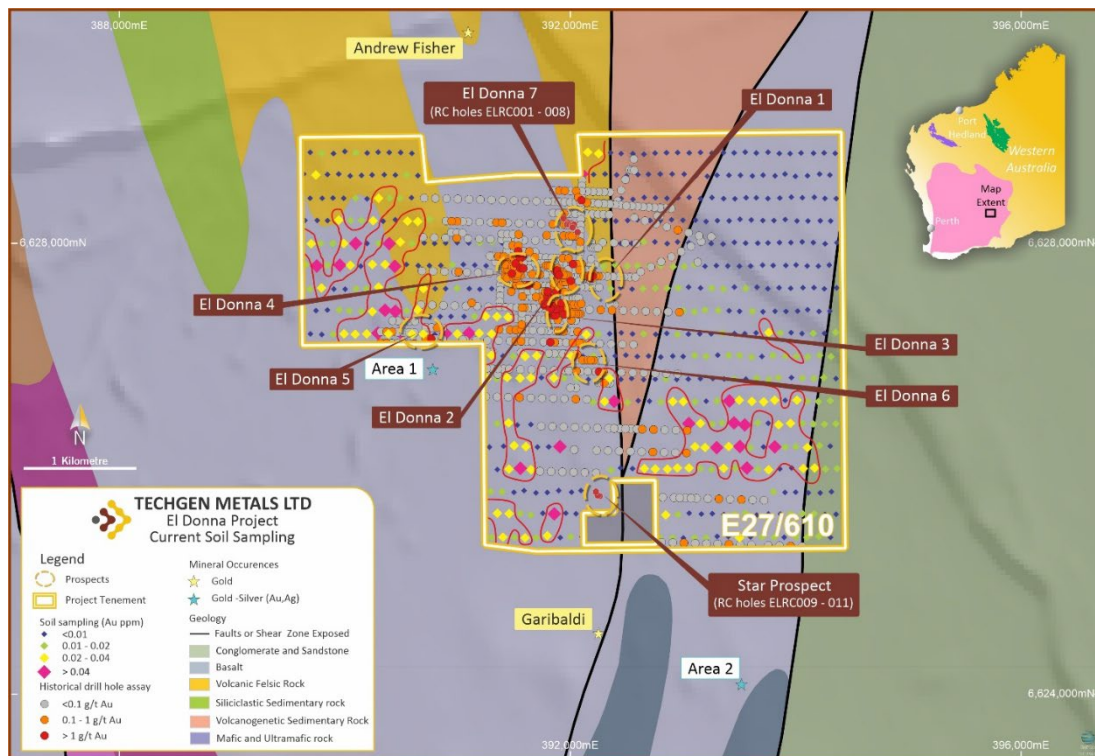 388,000mE
392,000mE
396,000mE
Andrew Fisher
El Donna 7
(RC holes ELRC001 - 008)
El Donna 1
Port
Hedland
Western
Australia
Map
Extent
Perth
6,628,000mN
6,628,000mN
El Donna 4
El Donna 3
El Donna 5
Area 1
El Donna 6
El Donna 2
N
1 Kilometre
E27/610
Star Prospect
(RC holes ELRC009 - 011)
Garibaldi
Area 2
6,624,000mN
392,000mE
396,000mE
TECHGEN METALS LTD
El Donna Project
Current Soil Sampling
Legend
Prospects
Project Tenement
Soil sampling (Au ppm)
<0.01
0.01 - 0.02
0.02 - 0.04
> 0.04
Historical drill hole assay
<0.1 g/t Au
0.1 - 1 g/t Au
> 1 g/t Au
Mineral Occurences
Gold
Gold -Silver (Au,Ag)
Geology
Faults or Shear Zone Exposed
Conglomerate and Sandstone
Basalt
Volcanic Felsic Rock
Siliciclastic Sedimentary rock
Volcanogenetic Sedimentary Rock
Mafic and Ultramafic rock